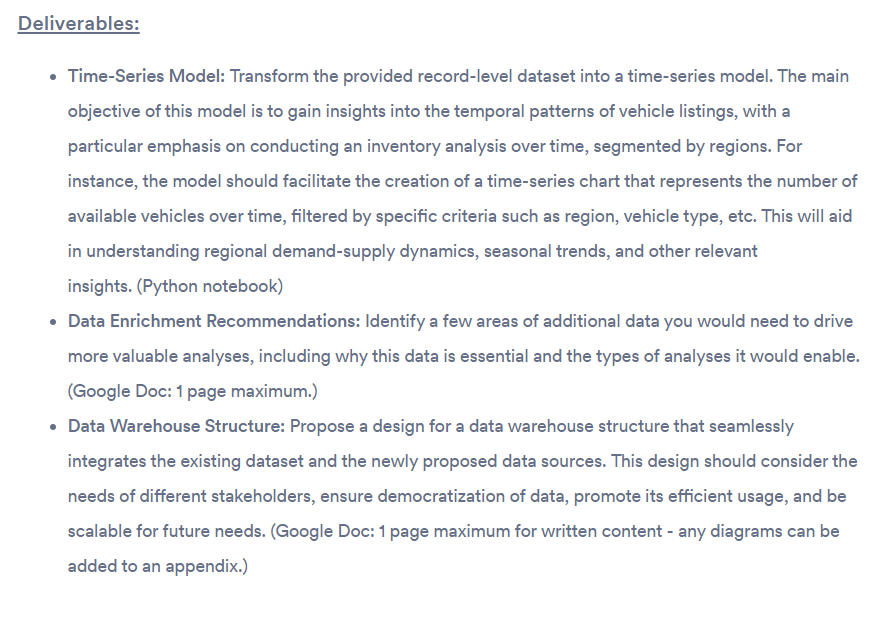 Deliverables:
• Time-Series Model: Transform the provided record-level dataset into a time-series model. The main
objective of this model is to gain insights into the temporal patterns of vehicle listings, with a
particular emphasis on conducting an inventory analysis over time, segmented by regions. For
instance, the model should facilitate the creation of a time-series chart that represents the number of
available vehicles over time, filtered by specific criteria such as region, vehicle type, etc. This will aid
in understanding regional demand-supply dynamics, seasonal trends, and other relevant
insights. (Python notebook)
• Data Enrichment Recommendations: Identify a few areas of additional data you would need to drive
more valuable analyses, including why this data is essential and the types of analyses it would enable.
(Google Doc: 1 page maximum.)
• Data Warehouse Structure: Propose a design for a data warehouse structure that seamlessly
integrates the existing dataset and the newly proposed data sources. This design should consider the
needs of different stakeholders, ensure democratization of data, promote its efficient usage, and be
scalable for future needs. (Google Doc: 1 page maximum for written content - any diagrams can be
added to an appendix.)